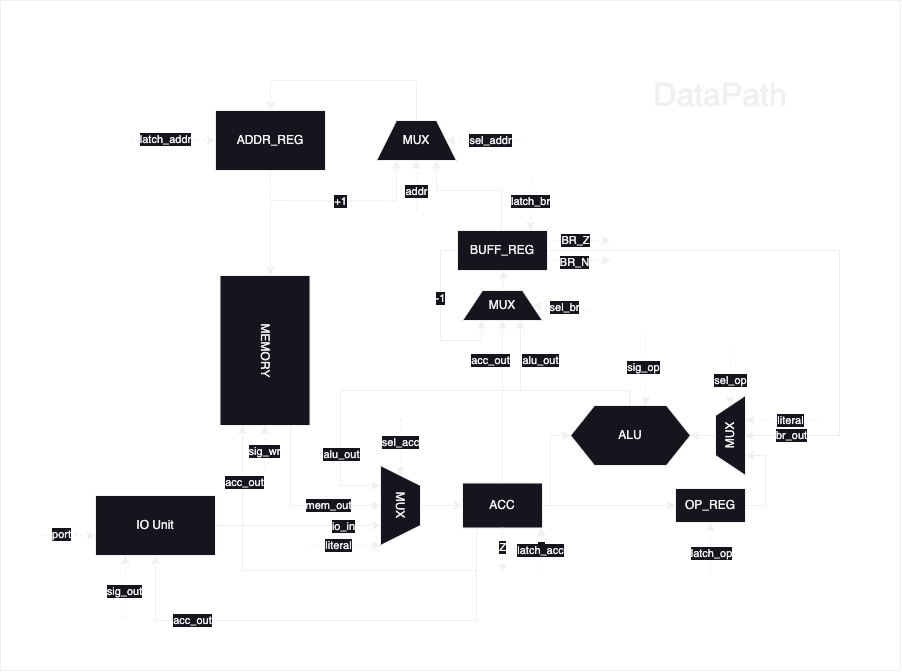 DataPath
ADDR_REG
MUX
latch_addr
sel_addr
addr
+1
latch_br
BUFF_REG
BR_Z
BR_N
-1
MUX
sel_br
MEMORY
acc_out
alu_out
sig_op
sel_op
literal
br_out
MUX
ALU
sel_acc
alu_out
sig_wr
acc_out
mem_out
MUX
ACC
OP_REG
io_in
literal
IO Unit
port
Z
latch_acc
latch_op
sig_out
acc_out